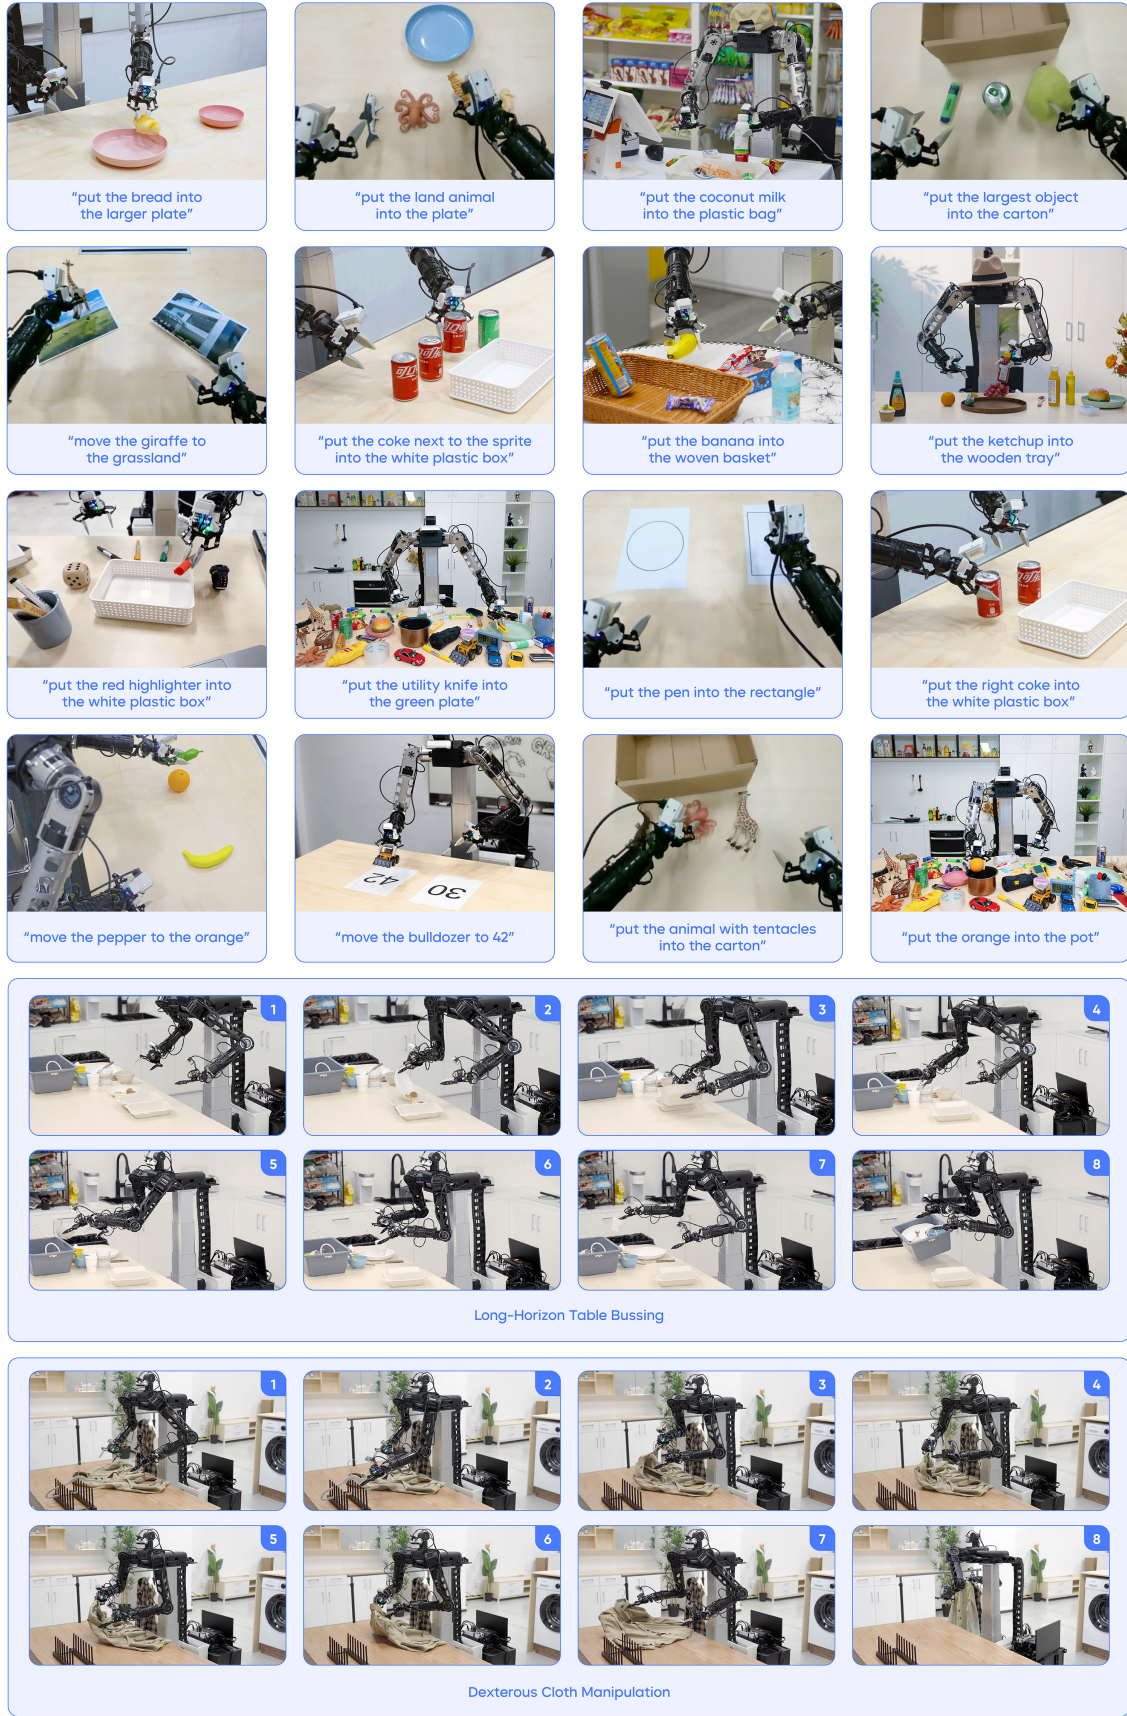 “put the bread into
the larger plate”
“put the land animal
into the plate”
“put the coconut milk
into the plastic bag”
“put the largest object
into the carton”
“move the giraffe to
the grassland”
“put the coke next to the sprite
into the white plastic box”
“put the banana into
the woven basket”
“put the ketchup into
the wooden tray”
“put the red highlighter into
the white plastic box”
“put the utility knife into
the green plate”
“put the pen into the rectangle”
“put the right coke into
the white plastic box”
42
30
“move the pepper to the orange”
“move the bulldozer to 42”
“put the animal with tentacles
into the carton”
“put the orange into the pot”
1
2
3
4
5
6
7
8
Long-Horizon Table Bussing
1
2
3
4
5
6
7
8
Dexterous Cloth Manipulation